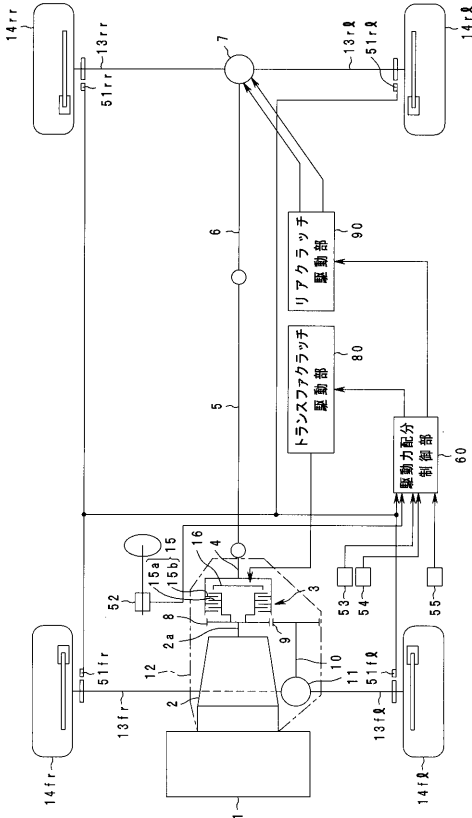 14rr
13rr
51rr
7
13rℓ
51rℓ
14rℓ
6
90
リアクラッチ
駆動部
80
トランスファクラッチ
駆動部
5
駆動力配分
制御部
60
15
15a
15b
16
4
52
3
8
2a
9
53
54
55
12
10
11
51fr
13fr
2
51fℓ
13fℓ
14fr
1
14fℓ